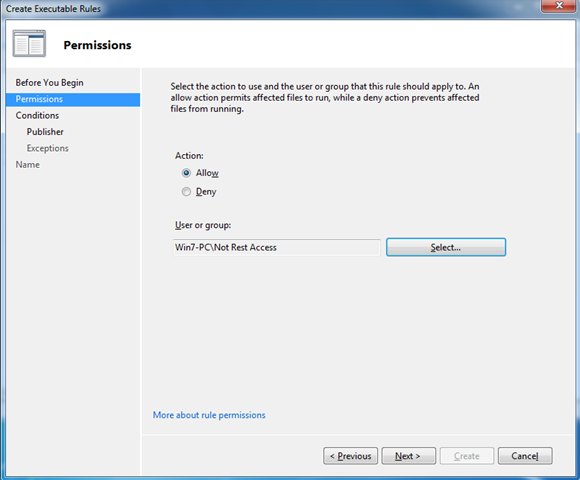 Create Executable Rules
Permissions
Before You Begin
Permissions
Conditions
Publisher
Exceptions
Name
Select the action to use and the user or group that this rule should apply to. An
allow action permits affected files to run, while a deny action prevents affected
files from running.
Action:
Allow
Deny
User or group:
Win7-PC\Not Rest Access
Select...
More about rule permissions
< Previous
Next >
Create
Cancel